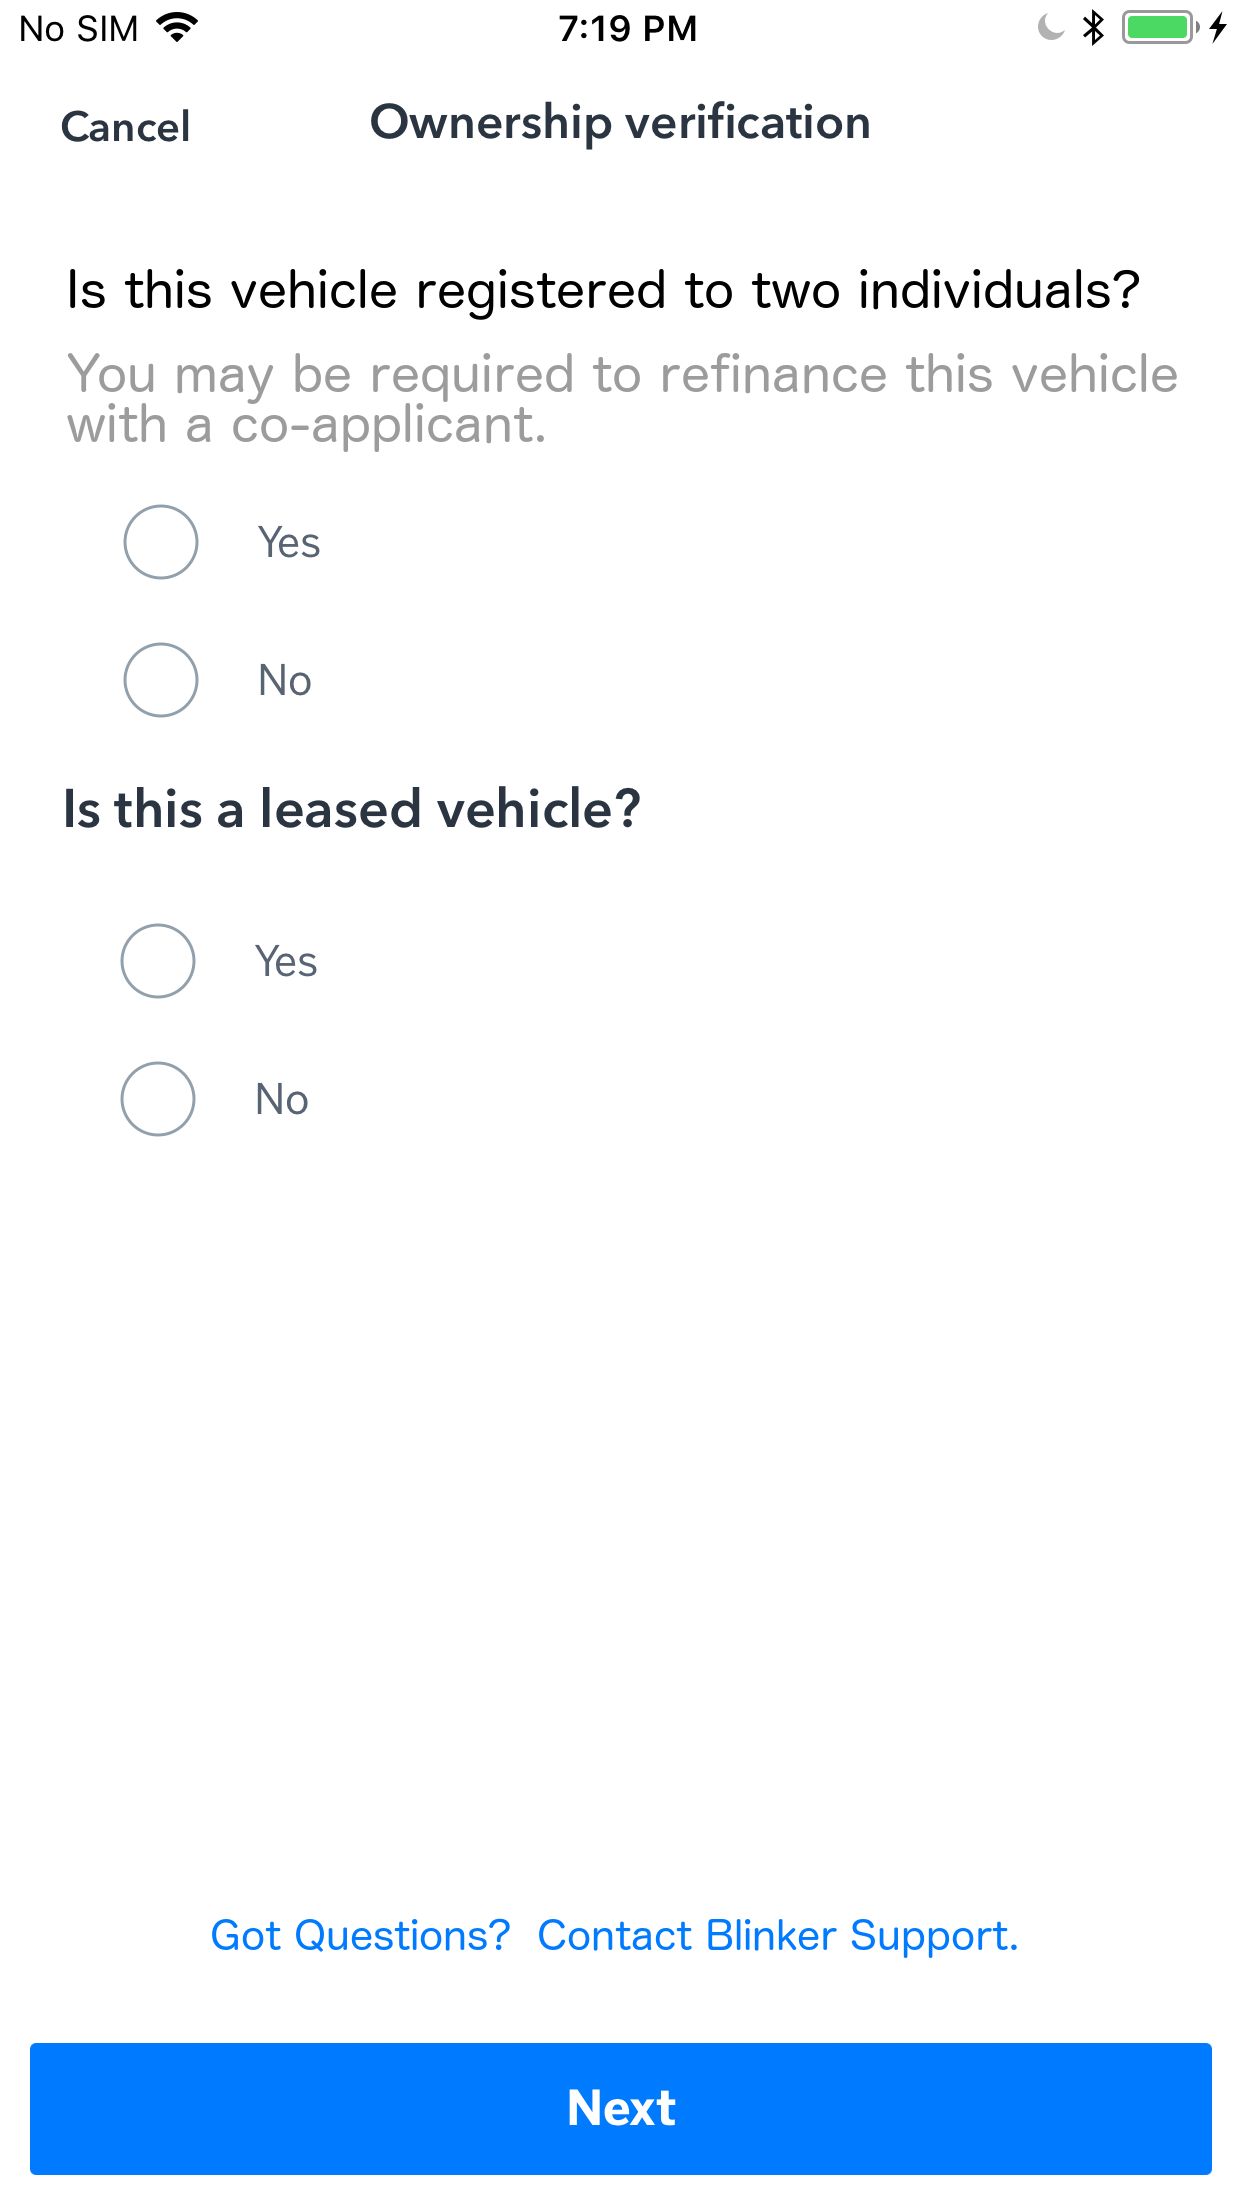 No SIM
7:19 PM
Cancel
Ownership verification
Is this vehicle registered to two individuals?
You may be required to refinance this vehicle
with a co-applicant.
Yes
No
Is this a leased vehicle?
Yes
No
Got Questions?  Contact Blinker Support.
Next